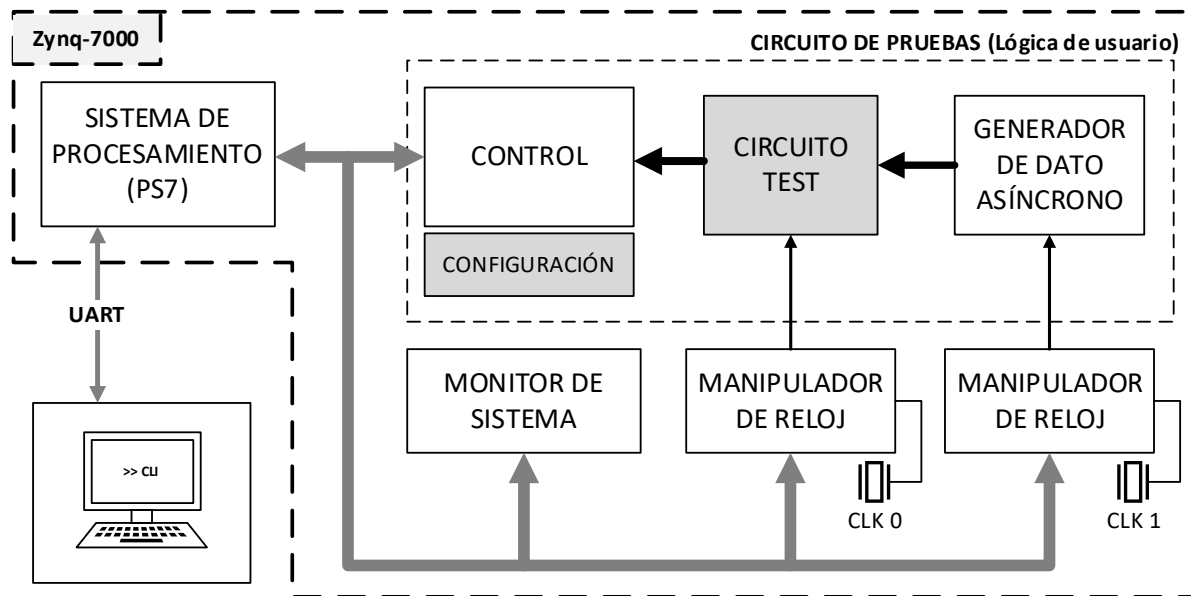 Zynq-7000
CIRCUITO DE PRUEBAS (Lógica de usuario)
SISTEMA DE
PROCESAMIENTO
(PS7)
CONTROL
CIRCUITO
TEST
GENERADOR
DE DATO
ASÍNCRONO
CONFIGURACIÓN
UART
MONITOR DE
SISTEMA
MANIPULADOR
DE RELOJ
MANIPULADOR
DE RELOJ
>> CLI
CLK 0
CLK 1